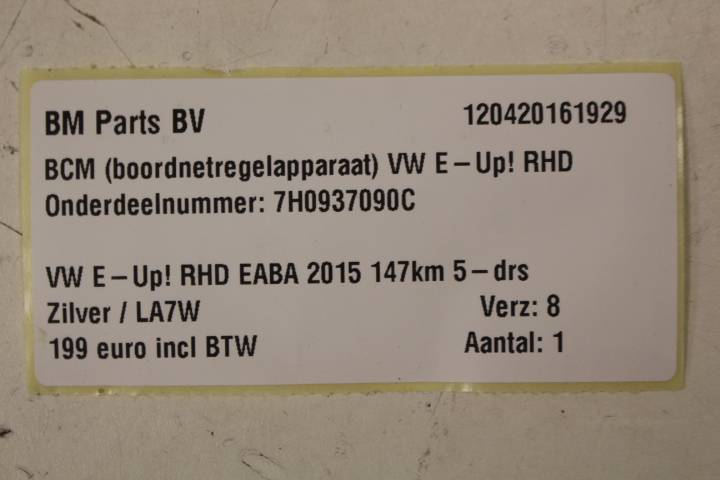 BM Parts BV 120420161929
BCM (boordnetregelapparaat) VW E-Up! RHD
Onderdeelnummer: 7H0937090C
VW E-Up! RHD EABA 2015 147km 5-drs
Zilver / LA7W Verz: 8
199 euro incl BTW Aantal: 1